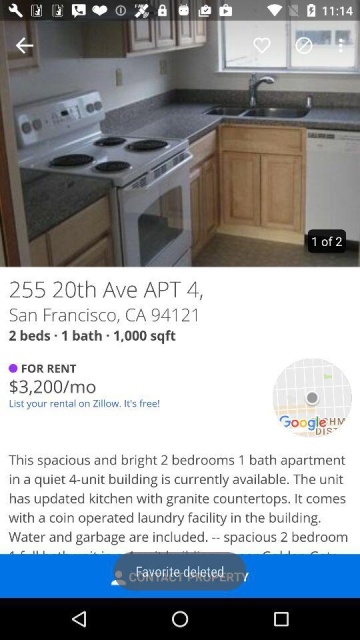 11:14
1 of 2
255 20th Ave APT 4,
San Francisco, CA 94121
2 beds · 1 bath · 1,000 sqft
FOR RENT
$3,200/mo
List your rental on Zillow. It's free!
Google
This spacious and bright 2 bedrooms 1 bath apartment
in a quiet 4-unit building is currently available. The unit
has updated kitchen with granite countertops. It comes
with a coin operated laundry facility in the building.
Water and garbage are included. -- spacious 2 bedroom
Favorite deleted
CONTACT PROPERTY